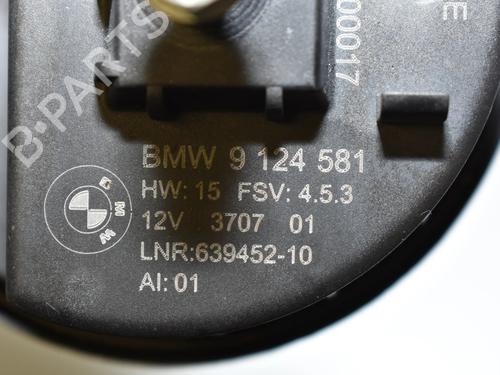 BMW 9 124 581
HW: 15 FSV: 4.5.3
12V 3707 01
LNR:639452-10
AI: 01
BMW
00017
E
B-PARTS